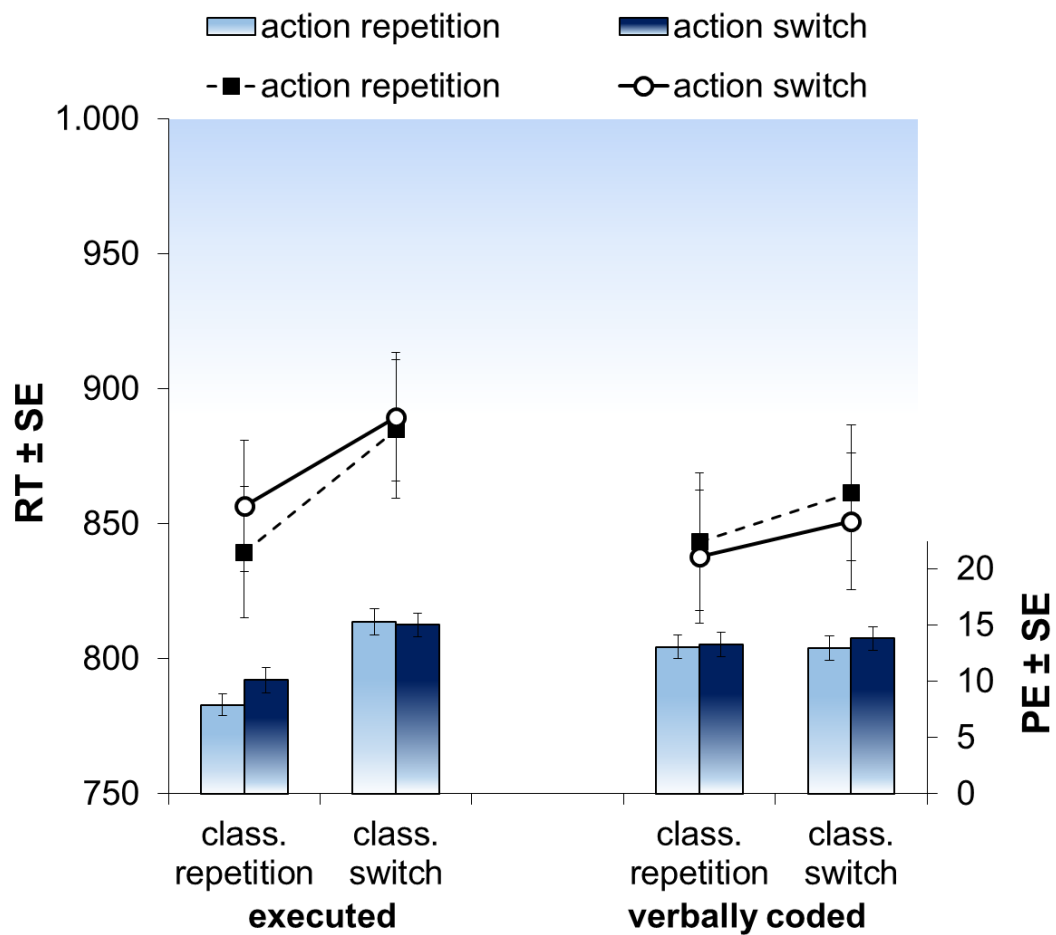 action repetition
action switch
action repetition
action switch
1.000
950
900
850
800
750
RT ± SE
20
15
10
5
0
PE ± SE
class.
repetition
class.
switch
class.
repetition
class.
switch
executed
verbally coded